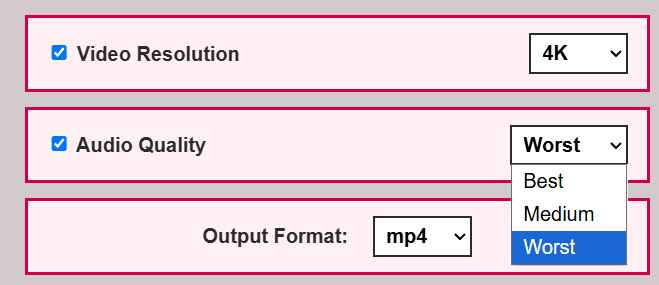 Video Resolution 4K
Audio Quality Worst
Best
Medium
Worst
Output Format: mp4